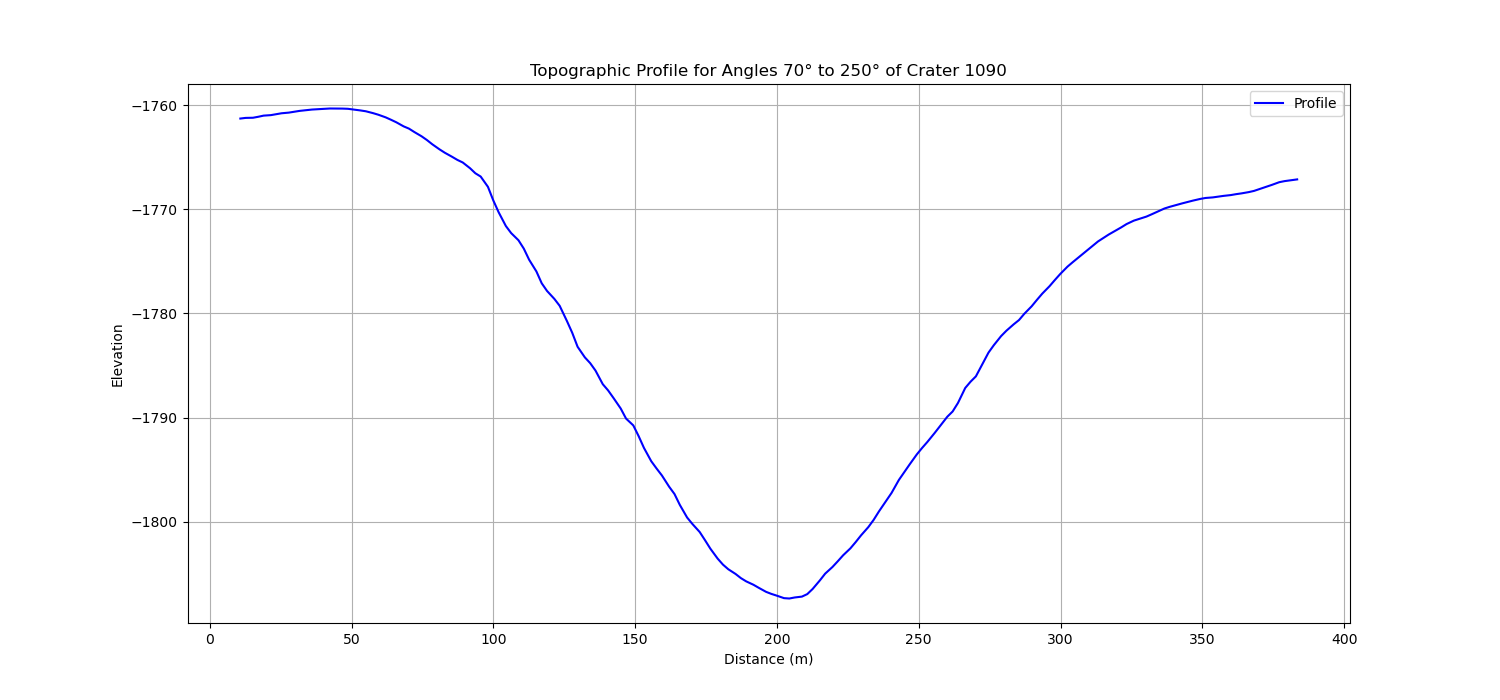 Topographic Profile for Angles 70° to 250° of Crater 1090
Profile
−1760
−1770
−1780
−1790
−1800
Elevation
0 50 100 150 200 250 300 350 400
Distance (m)